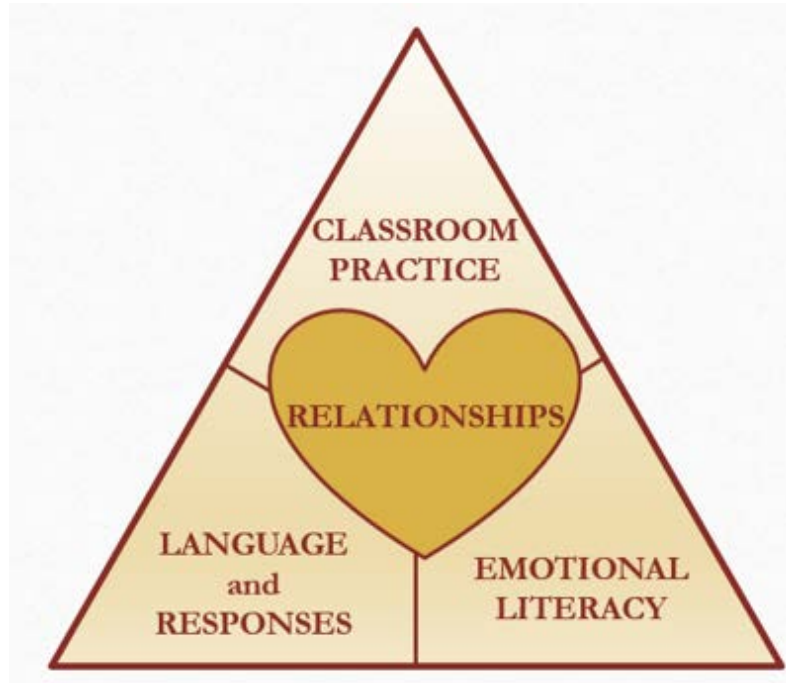 CLASSROOM
PRACTICE
RELATIONSHIPS
LANGUAGE
and
RESPONSES
EMOTIONAL
LITERACY